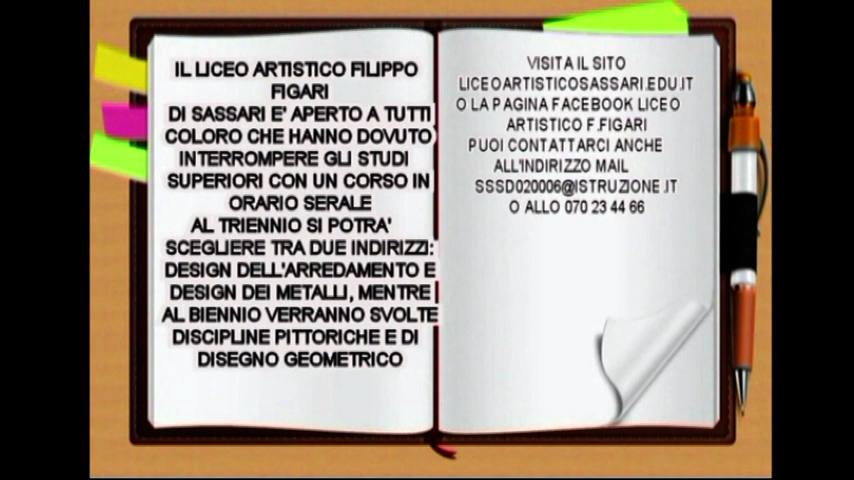 IL LICEO ARTISTICO FILIPPO
FIGARI
DI SASSARI E' APERTO A TUTTI
COLORO CHE HANNO DOVUTO
INTERROMPERE GLI STUDI
SUPERIORI CON UN CORSO IN
ORARIO SERALE
AL TRIENNIO SI POTRA'
SCEGLIERE TRA DUE INDIRIZZI:
DESIGN DELL'ARREDAMENTO E
DESIGN DEI METALLI, MENTRE
AL BIENNIO VERRANNO SVOLTE
DISCIPLINE PITTORICHE E DI
DISEGNO GEOMETRICO
VISITA IL SITO
LICEOARTISTICOSASSARI.EDU.IT
O LA PAGINA FACEBOOK LICEO
ARTISTICO F.FIGARI
PUOI CONTATTARCI ANCHE
ALL'INDIRIZZO MAIL
SSSD020006@ISTRUZIONE.IT
O ALLO 070 23 44 66